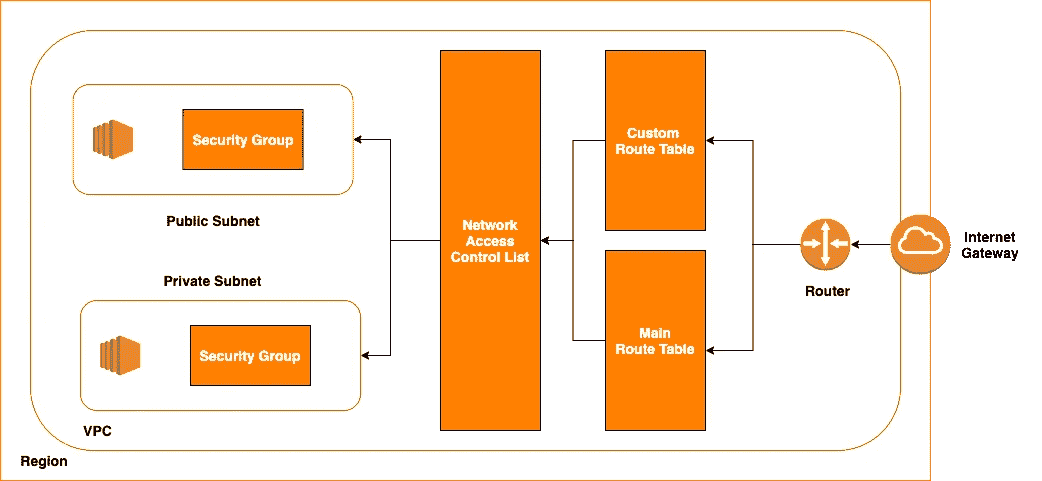 Security Group
Public Subnet
Private Subnet
Security Group
VPC
Region
Network
Access
Control List
Custom
Route Table
Main
Route Table
Router
Internet
Gateway